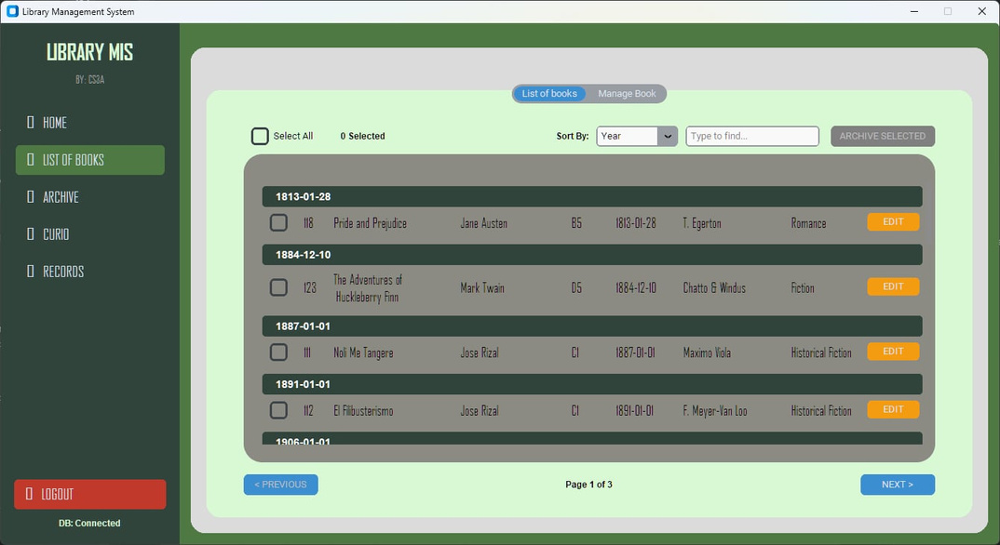 Library Management System
LIBRARY MIS
BY: CS3A
HOME
LIST OF BOOKS
ARCHIVE
CURIO
RECORDS
LOGOUT
DB: Connected
List of books Manage Book
Select All 0 Selected Sort By: Year Type to find... ARCHIVE SELECTED
1813-01-28
118 Pride and Prejudice Jane Austen B5 1813-01-28 T. Egerton Romance EDIT
1884-12-10
123 The Adventures of Huckleberry Finn Mark Twain D5 1884-12-10 Chatto & Windus Fiction EDIT
1887-01-01
111 Noli Me Tangere Jose Rizal C1 1887-01-01 Maximo Viola Historical Fiction EDIT
1891-01-01
112 El Filibusterismo Jose Rizal C1 1891-01-01 F. Meyer-Van Loo Historical Fiction EDIT
1906-01-01
< PREVIOUS Page 1 of 3 NEXT >